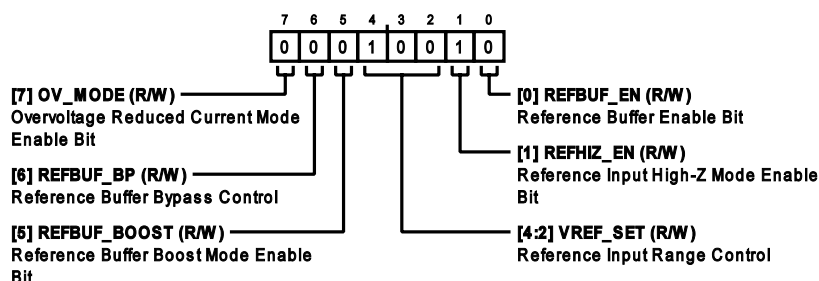 7 6 5 4 3 2 1 0
0 0 0 1 0 0 1 0
[7] OV_MODE (R/W)
Overvoltage Reduced Current Mode
Enable Bit
[6] REFBUF_BP (R/W)
Reference Buffer Bypass Control
[5] REFBUF_BOOST (R/W)
Reference Buffer Boost Mode Enable
Bit
[0] REFBUF_EN (R/W)
Reference Buffer Enable Bit
[1] REFHIZ_EN (R/W)
Reference Input High-Z Mode Enable
Bit
[4:2] VREF_SET (R/W)
Reference Input Range Control